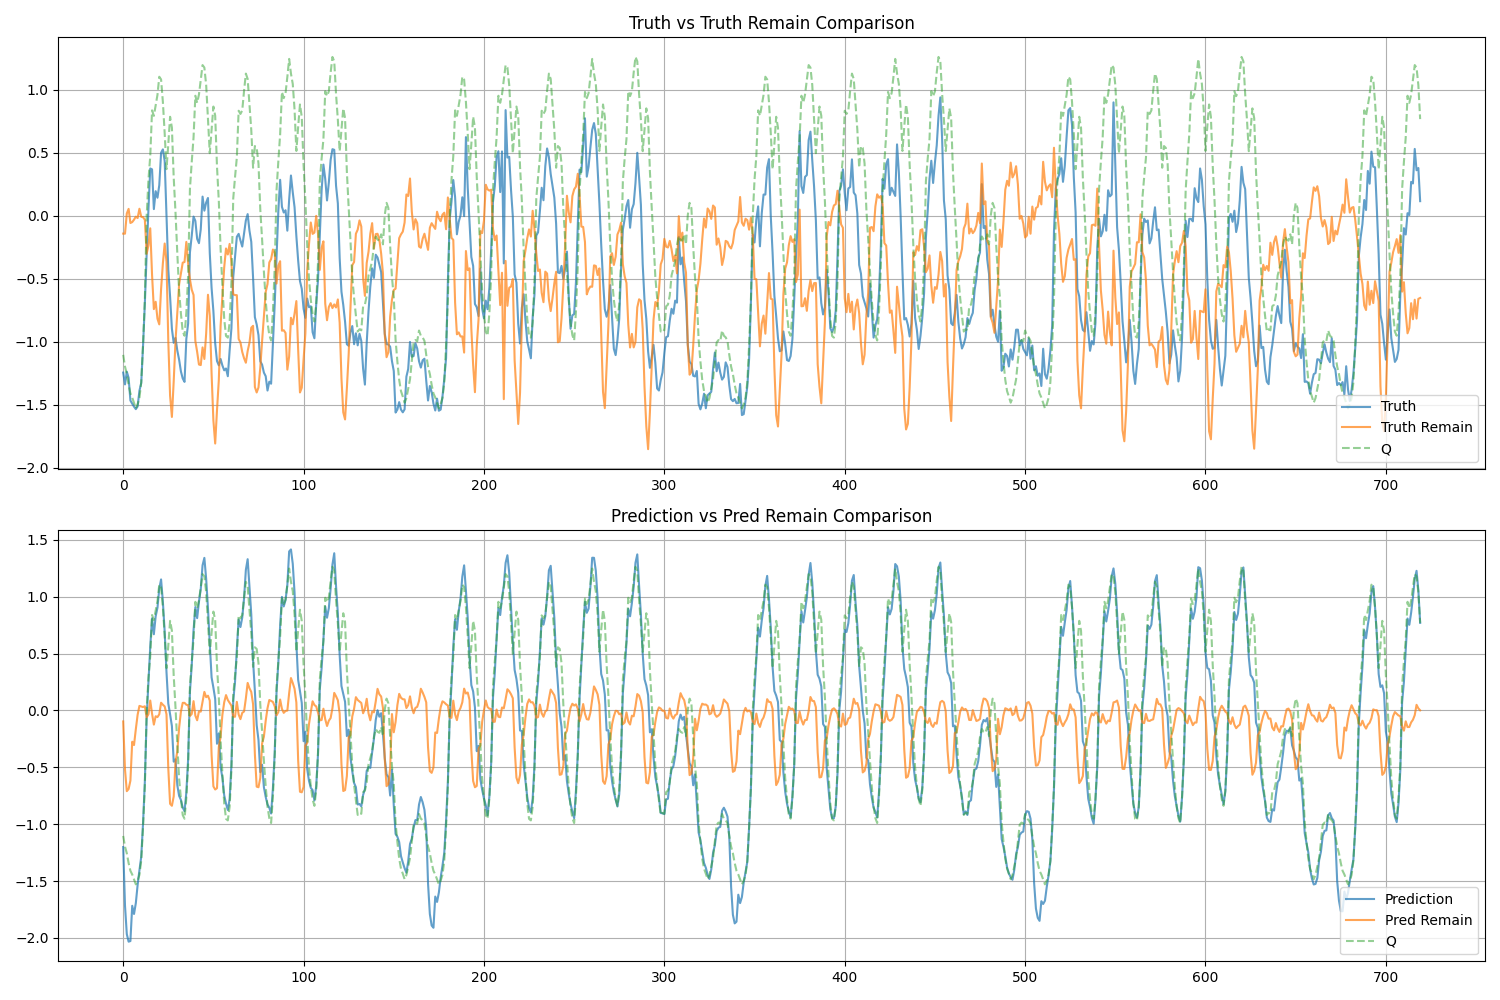 Truth vs Truth Remain Comparison
1.0
0.5
0.0
−0.5
−1.0
−1.5
−2.0
0 100 200 300 400 500 600 700
Truth
Truth Remain
Q
Prediction vs Pred Remain Comparison
1.5
1.0
0.5
0.0
−0.5
−1.0
−1.5
−2.0
0 100 200 300 400 500 600 700
Prediction
Pred Remain
Q